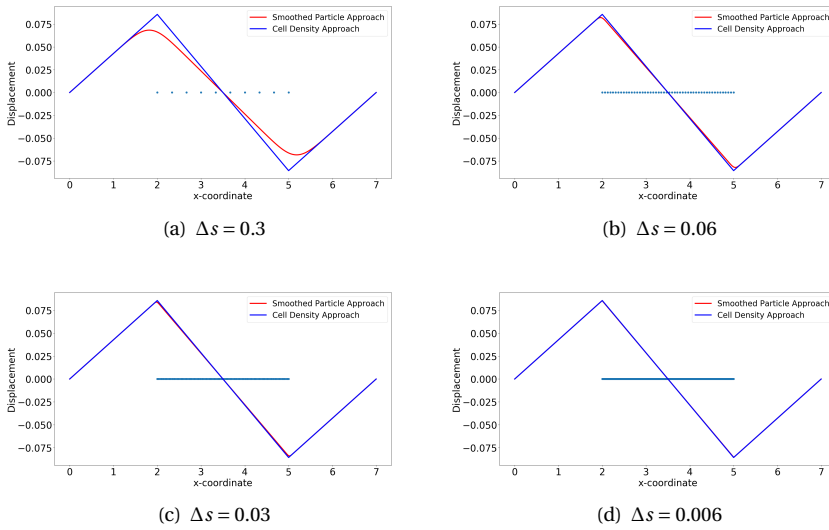 Smoothed Particle Approach
Cell Density Approach
0.075
0.050
0.025
0.000
−0.025
−0.050
−0.075
Displacement
0 1 2 3 4 5 6 7
x-coordinate
(a) Δs = 0.3
Smoothed Particle Approach
Cell Density Approach
0.075
0.050
0.025
0.000
−0.025
−0.050
−0.075
Displacement
0 1 2 3 4 5 6 7
x-coordinate
(b) Δs = 0.06
Smoothed Particle Approach
Cell Density Approach
0.075
0.050
0.025
0.000
−0.025
−0.050
−0.075
Displacement
0 1 2 3 4 5 6 7
x-coordinate
(c) Δs = 0.03
Smoothed Particle Approach
Cell Density Approach
0.075
0.050
0.025
0.000
−0.025
−0.050
−0.075
Displacement
0 1 2 3 4 5 6 7
x-coordinate
(d) Δs = 0.006